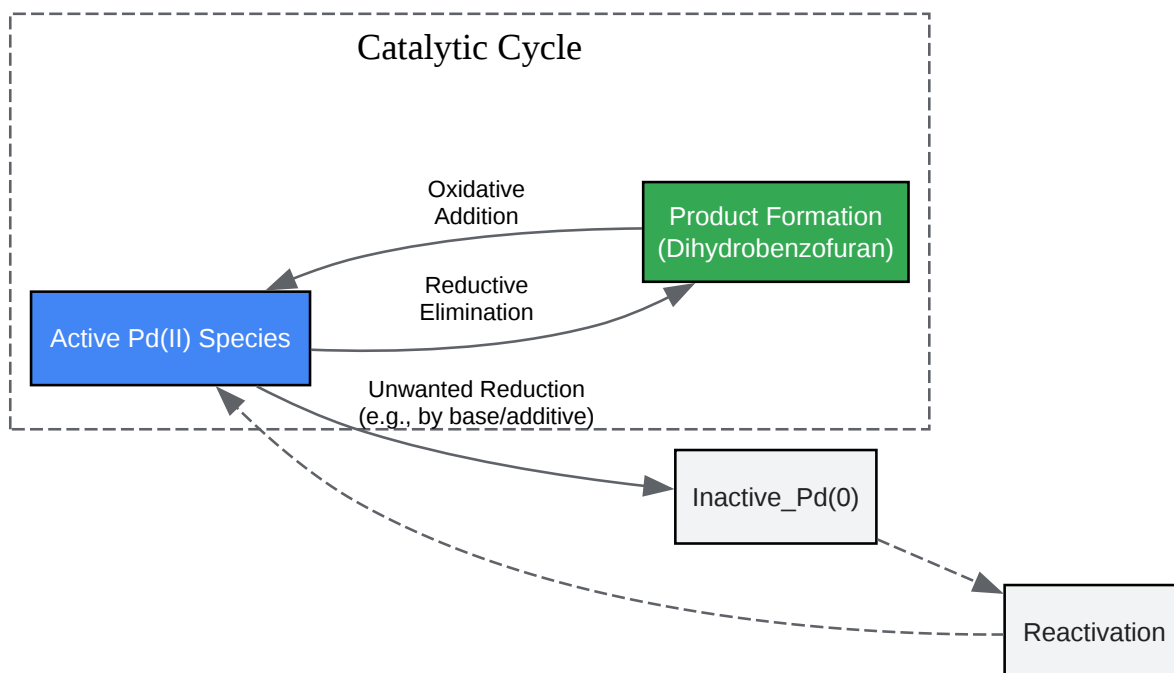 Catalytic Cycle
Oxidative
Addition
Product Formation
(Dihydrobenzofuran)
Reductive
Elimination
Active Pd(II) Species
Unwanted Reduction
(e.g., by base/additive)
Inactive_Pd(0)
Reactivation